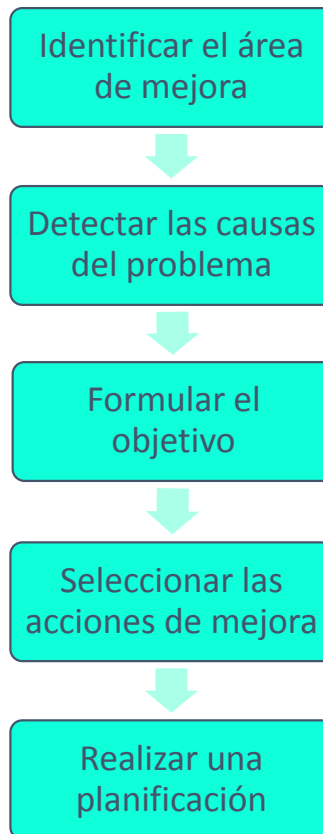 Identificar el área
de mejora
Detectar las causas
del problema
Formular el
objetivo
Seleccionar las
acciones de mejora
Realizar una
planificación